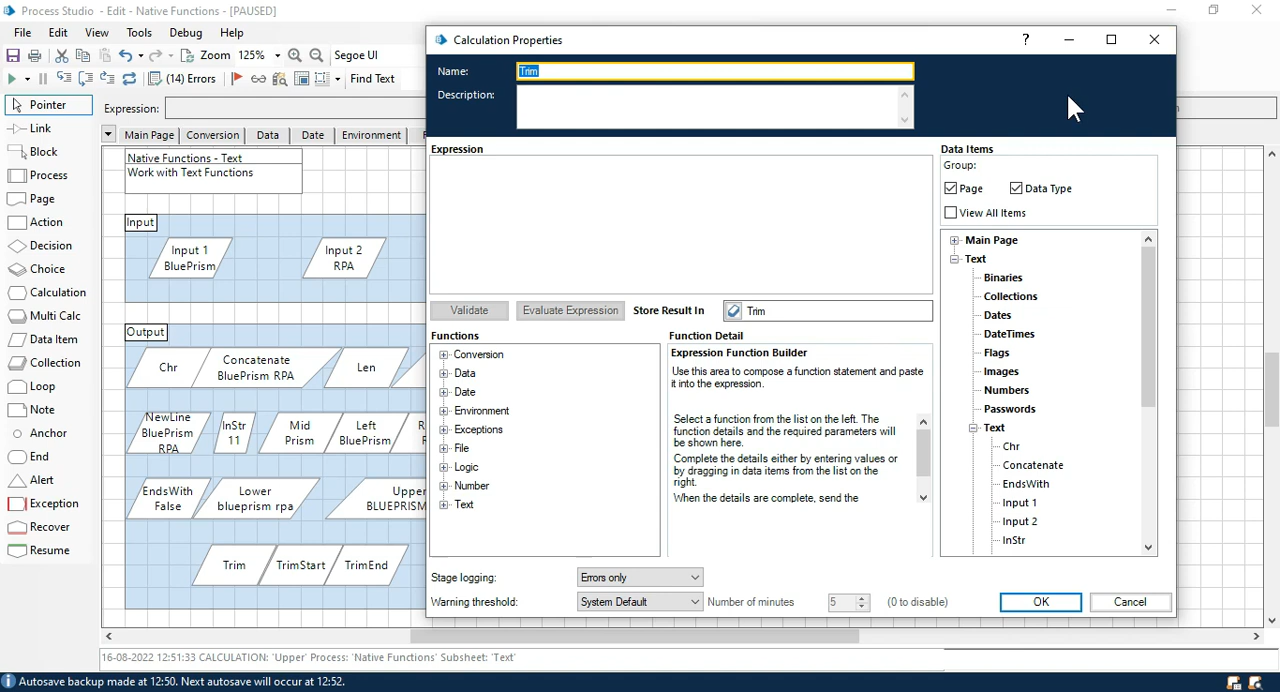 Process Studio - Edit - Native Functions - [PAUSED]
File Edit View Tools Debug Help
Zoom 125% Segoe UI
(14) Errors Find Text
Pointer
Link
Block
Process
Page
Action
Decision
Choice
Calculation
Multi Calc
Data Item
Collection
Loop
Note
Anchor
End
Alert
Exception
Recover
Resume
Expression:
Main Page Conversion Data Date Environment
Native Functions - Text
Work with Text Functions
Input
Input 1
BluePrism
Input 2
RPA
Output
Chr
Concatenate
BluePrism RPA
Len
NewLine
BluePrism
RPA
InStr
11
Mid
Prism
Left
BluePrism
EndsWith
False
Lower
blueprism rpa
Upper
BLUEPRISM
Trim
TrimStart
TrimEnd
Calculation Properties
?
Name: Trim
Description:
Expression
Validate Evaluate Expression Store Result In Trim
Functions
Conversion
Data
Date
Environment
Exceptions
File
Logic
Number
Text
Function Detail
Expression Function Builder
Use this area to compose a function statement and paste
it into the expression.
Select a function from the list on the left. The
function details and the required parameters will
be shown here.
Complete the details either by entering values or
by dragging in data items from the list on the
right.
When the details are complete, send the
Data Items
Group:
Page Data Type
View All Items
Main Page
Text
Binaries
Collections
Dates
DateTimes
Flags
Images
Numbers
Passwords
Text
Chr
Concatenate
EndsWith
Input 1
Input 2
InStr
Stage logging: Errors only
Warning threshold: System Default Number of minutes 5 (0 to disable)
OK Cancel
16-08-2022 12:51:33 CALCULATION: 'Upper' Process: 'Native Functions' Subsheet: 'Text'
Autosave backup made at 12:50. Next autosave will occur at 12:52.